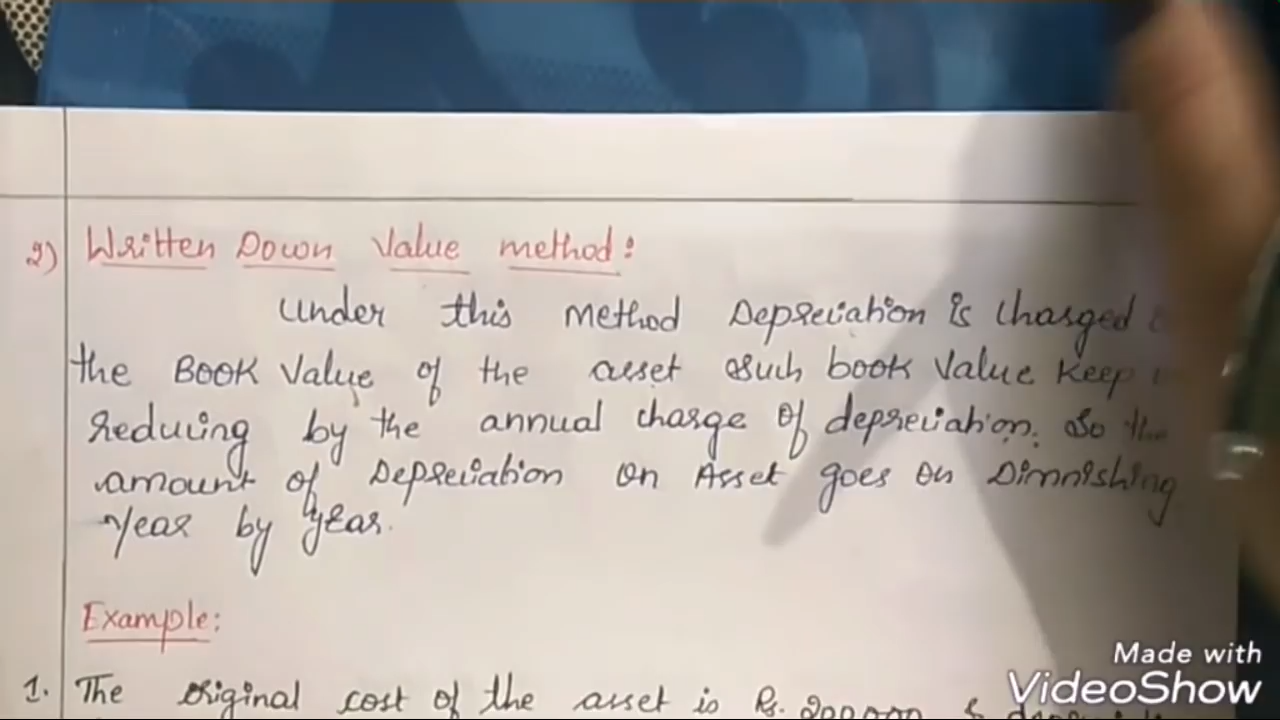 2) Written Down Value method:
Under this method Depreciation is charged
the BOOK Value of the asset such book value keep
reducing by the annual charge of depreciation. So the
amount of Depreciation on Asset goes on Diminishing
Year by year.
Example:
1. The original cost of the asset is Rs. 200000 &
Made with
VideoShow